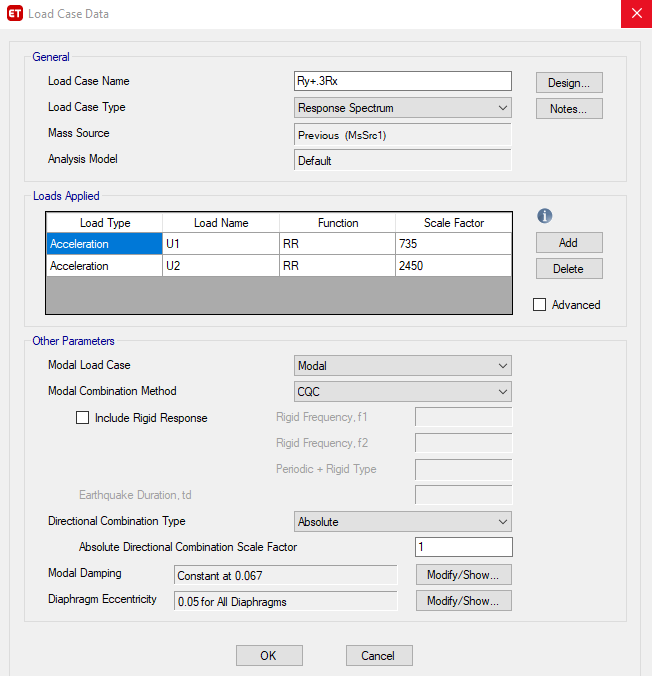 ET Load Case Data
General
Load Case Name Ry+.3Rx Design...
Load Case Type Response Spectrum Notes...
Mass Source Previous (MsSrc1)
Analysis Model Default
Loads Applied
Load Type Load Name Function Scale Factor
Acceleration U1 RR 735 Add
Acceleration U2 RR 2450 Delete
Advanced
Other Parameters
Modal Load Case Modal
Modal Combination Method CQC
Include Rigid Response Rigid Frequency, f1
Rigid Frequency, f2
Periodic + Rigid Type
Earthquake Duration, td
Directional Combination Type Absolute
Absolute Directional Combination Scale Factor 1
Modal Damping Constant at 0.067 Modify/Show...
Diaphragm Eccentricity 0.05 for All Diaphragms Modify/Show...
OK Cancel